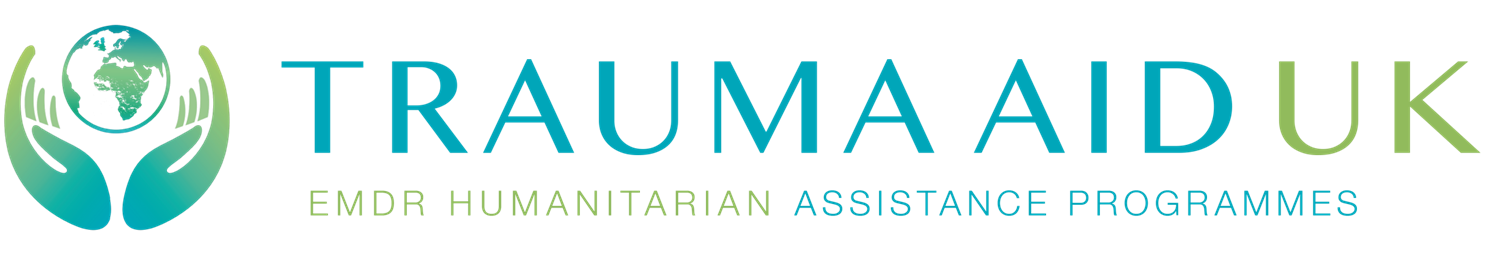 TRAUMA AID UK
EMDR HUMANITARIAN ASSISTANCE PROGRAMMES